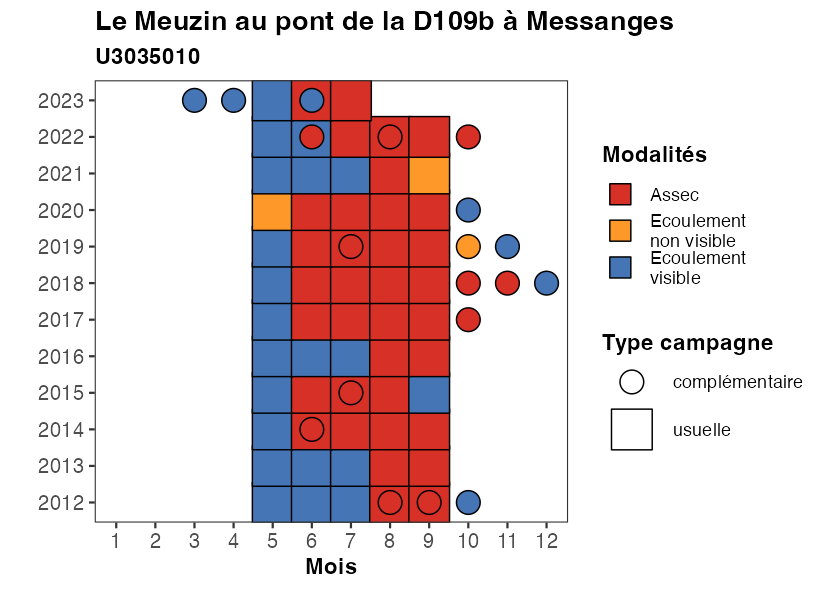 Le Meuzin au pont de la D109b à Messanges
U3035010
2023
2022
2021
2020
2019
2018
2017
2016
2015
2014
2013
2012
1 2 3 4 5 6 7 8 9 10 11 12
Mois
Modalités
Assec
Ecoulement
non visible
Ecoulement
visible
Type campagne
complémentaire
usuelle